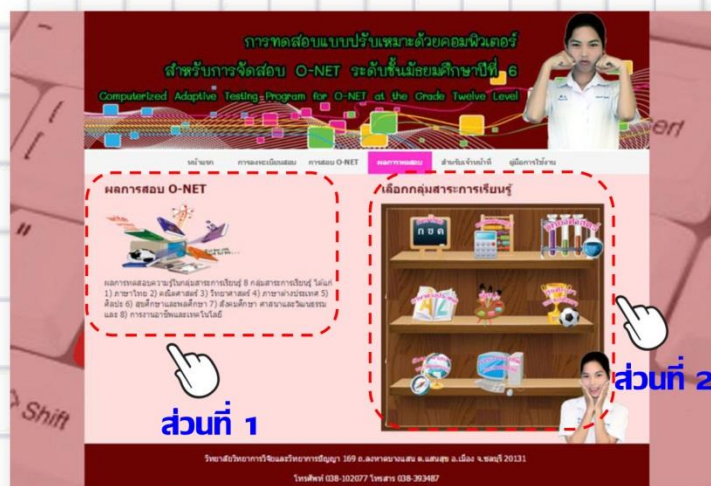 การทดสอบแบบปรับเหมาะด้วยคอมพิวเตอร์
สำหรับการจัดสอบ O-NET ระดับชั้นมัธยมศึกษาปีที่ 6
Computerized Adaptive Testing Program for O-NET at the Grade Twelve Level
หน้าแรก การลงทะเบียนสอบ การสอบ O-NET ผลการทดสอบ สำหรับเจ้าหน้าที่ คู่มือการใช้งาน
ผลการสอบ O-NET
เลือกกลุ่มสาระการเรียนรู้
ก ข ค
ผลการทดสอบความรู้ในกลุ่มสาระการเรียนรู้ 8 กลุ่มสาระการเรียนรู้ ได้แก่
1) ภาษาไทย 2) คณิตศาสตร์ 3) วิทยาศาสตร์ 4) ภาษาต่างประเทศ 5)
ศิลปะ 6) สุขศึกษาและพลศึกษา 7) สังคมศึกษา ศาสนาและวัฒนธรรม
และ 8) การงานอาชีพและเทคโนโลยี
ส่วนที่ 1
ส่วนที่ 2
Shift
วิทยาลัยวิทยาการวิจัยและวิทยาการปัญญา 169 ถ.ลงหาดบางแสน ต.แสนสุข อ.เมือง จ.ชลบุรี 20131
โทรศัพท์ 038-102077 โทรสาร 038-393487